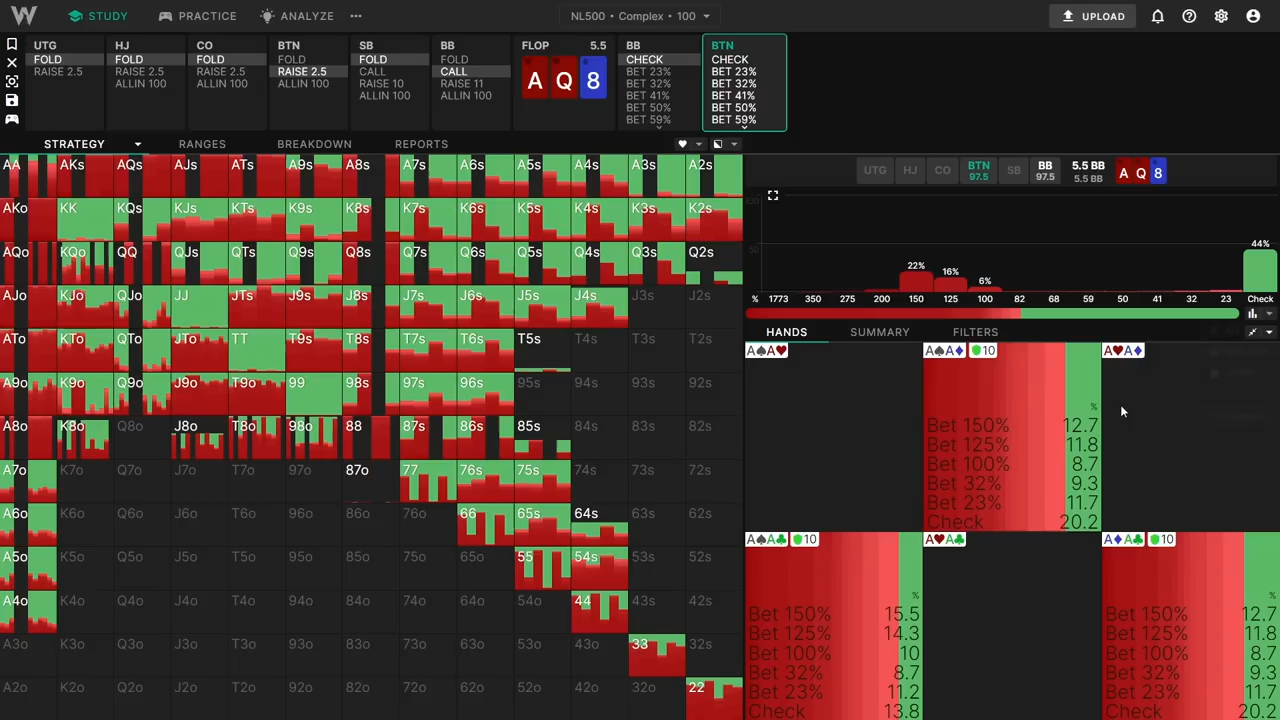 W STUDY PRACTICE ANALYZE ••• NL500 • Complex • 100 UPLOAD
UTG
FOLD
RAISE 2.5
HJ
FOLD
ALLIN 100
CO
FOLD
RAISE 2.5
ALLIN 100
BTN
FOLD
RAISE 2.5
ALLIN 100
SB
FOLD
CALL
RAISE 10
ALLIN 100
BB
FOLD
CALL
RAISE 11
ALLIN 100
FLOP 5.5
A Q 8
BB
CHECK
BET 23%
BET 32%
BET 41%
BET 50%
BET 59%
BTN
CHECK
BET 23%
BET 32%
BET 41%
BET 50%
BET 59%
STRATEGY RANGES BREAKDOWN REPORTS
AA AKs AQs AJs ATs A9s A8s A7s A6s A5s A4s A3s A2s
AKo KK KQs KJs KTs K9s K8s K7s K6s K5s K4s K3s K2s
AQo KQo QQ QJs QTs Q9s Q8s Q7s Q6s Q5s Q4s Q3s Q2s
AJo KJo QJo JJ JTs J9s J8s J7s J6s J5s J4s J3s J2s
ATo KTo QTo JTo TT T9s T8s T7s T6s T5s T4s T3s T2s
A9o K9o Q9o J9o T9o 99 98s 97s 96s 95s 94s 93s 92s
A8o K8o Q8o J8o T8o 98o 88 87s 86s 85s 84s 83s 82s
A7o K7o Q7o J7o T7o 97o 87o 77 76s 75s 74s 73s 72s
A6o K6o Q6o J6o T6o 96o 86o 76o 66 65s 64s 63s 62s
A5o K5o Q5o J5o T5o 95o 85o 75o 65o 55 54s 53s 52s
A4o K4o Q4o J4o T4o 94o 84o 74o 64o 54o 44 43s 42s
A3o K3o Q3o J3o T3o 93o 83o 73o 63o 53o 43o 33 32s
A2o K2o Q2o J2o T2o 92o 82o 72o 62o 52o 42o 32o 22
UTG HJ CO BTN 97.5 SB BB 97.5 5.5 BB 5.5 BB A Q 8
50
22% 16% 6% 44%
% 1773 350 275 200 150 125 100 82 68 59 50 41 32 23 Check
HANDS SUMMARY FILTERS
A♠A♥
A♠A♦ 10
%
Bet 150% 12.7
Bet 125% 11.8
Bet 100% 8.7
Bet 32% 9.3
Bet 23% 11.7
Check 20.2
A♥A♦
A♠A♣ 10
%
Bet 150% 15.5
Bet 125% 14.3
Bet 100% 10
Bet 32% 8.7
Bet 23% 11.2
Check 13.8
A♥A♣
A♦A♣ 10
%
Bet 150% 12.7
Bet 125% 11.8
Bet 100% 8.7
Bet 32% 9.3
Bet 23% 11.7
Check 20.2